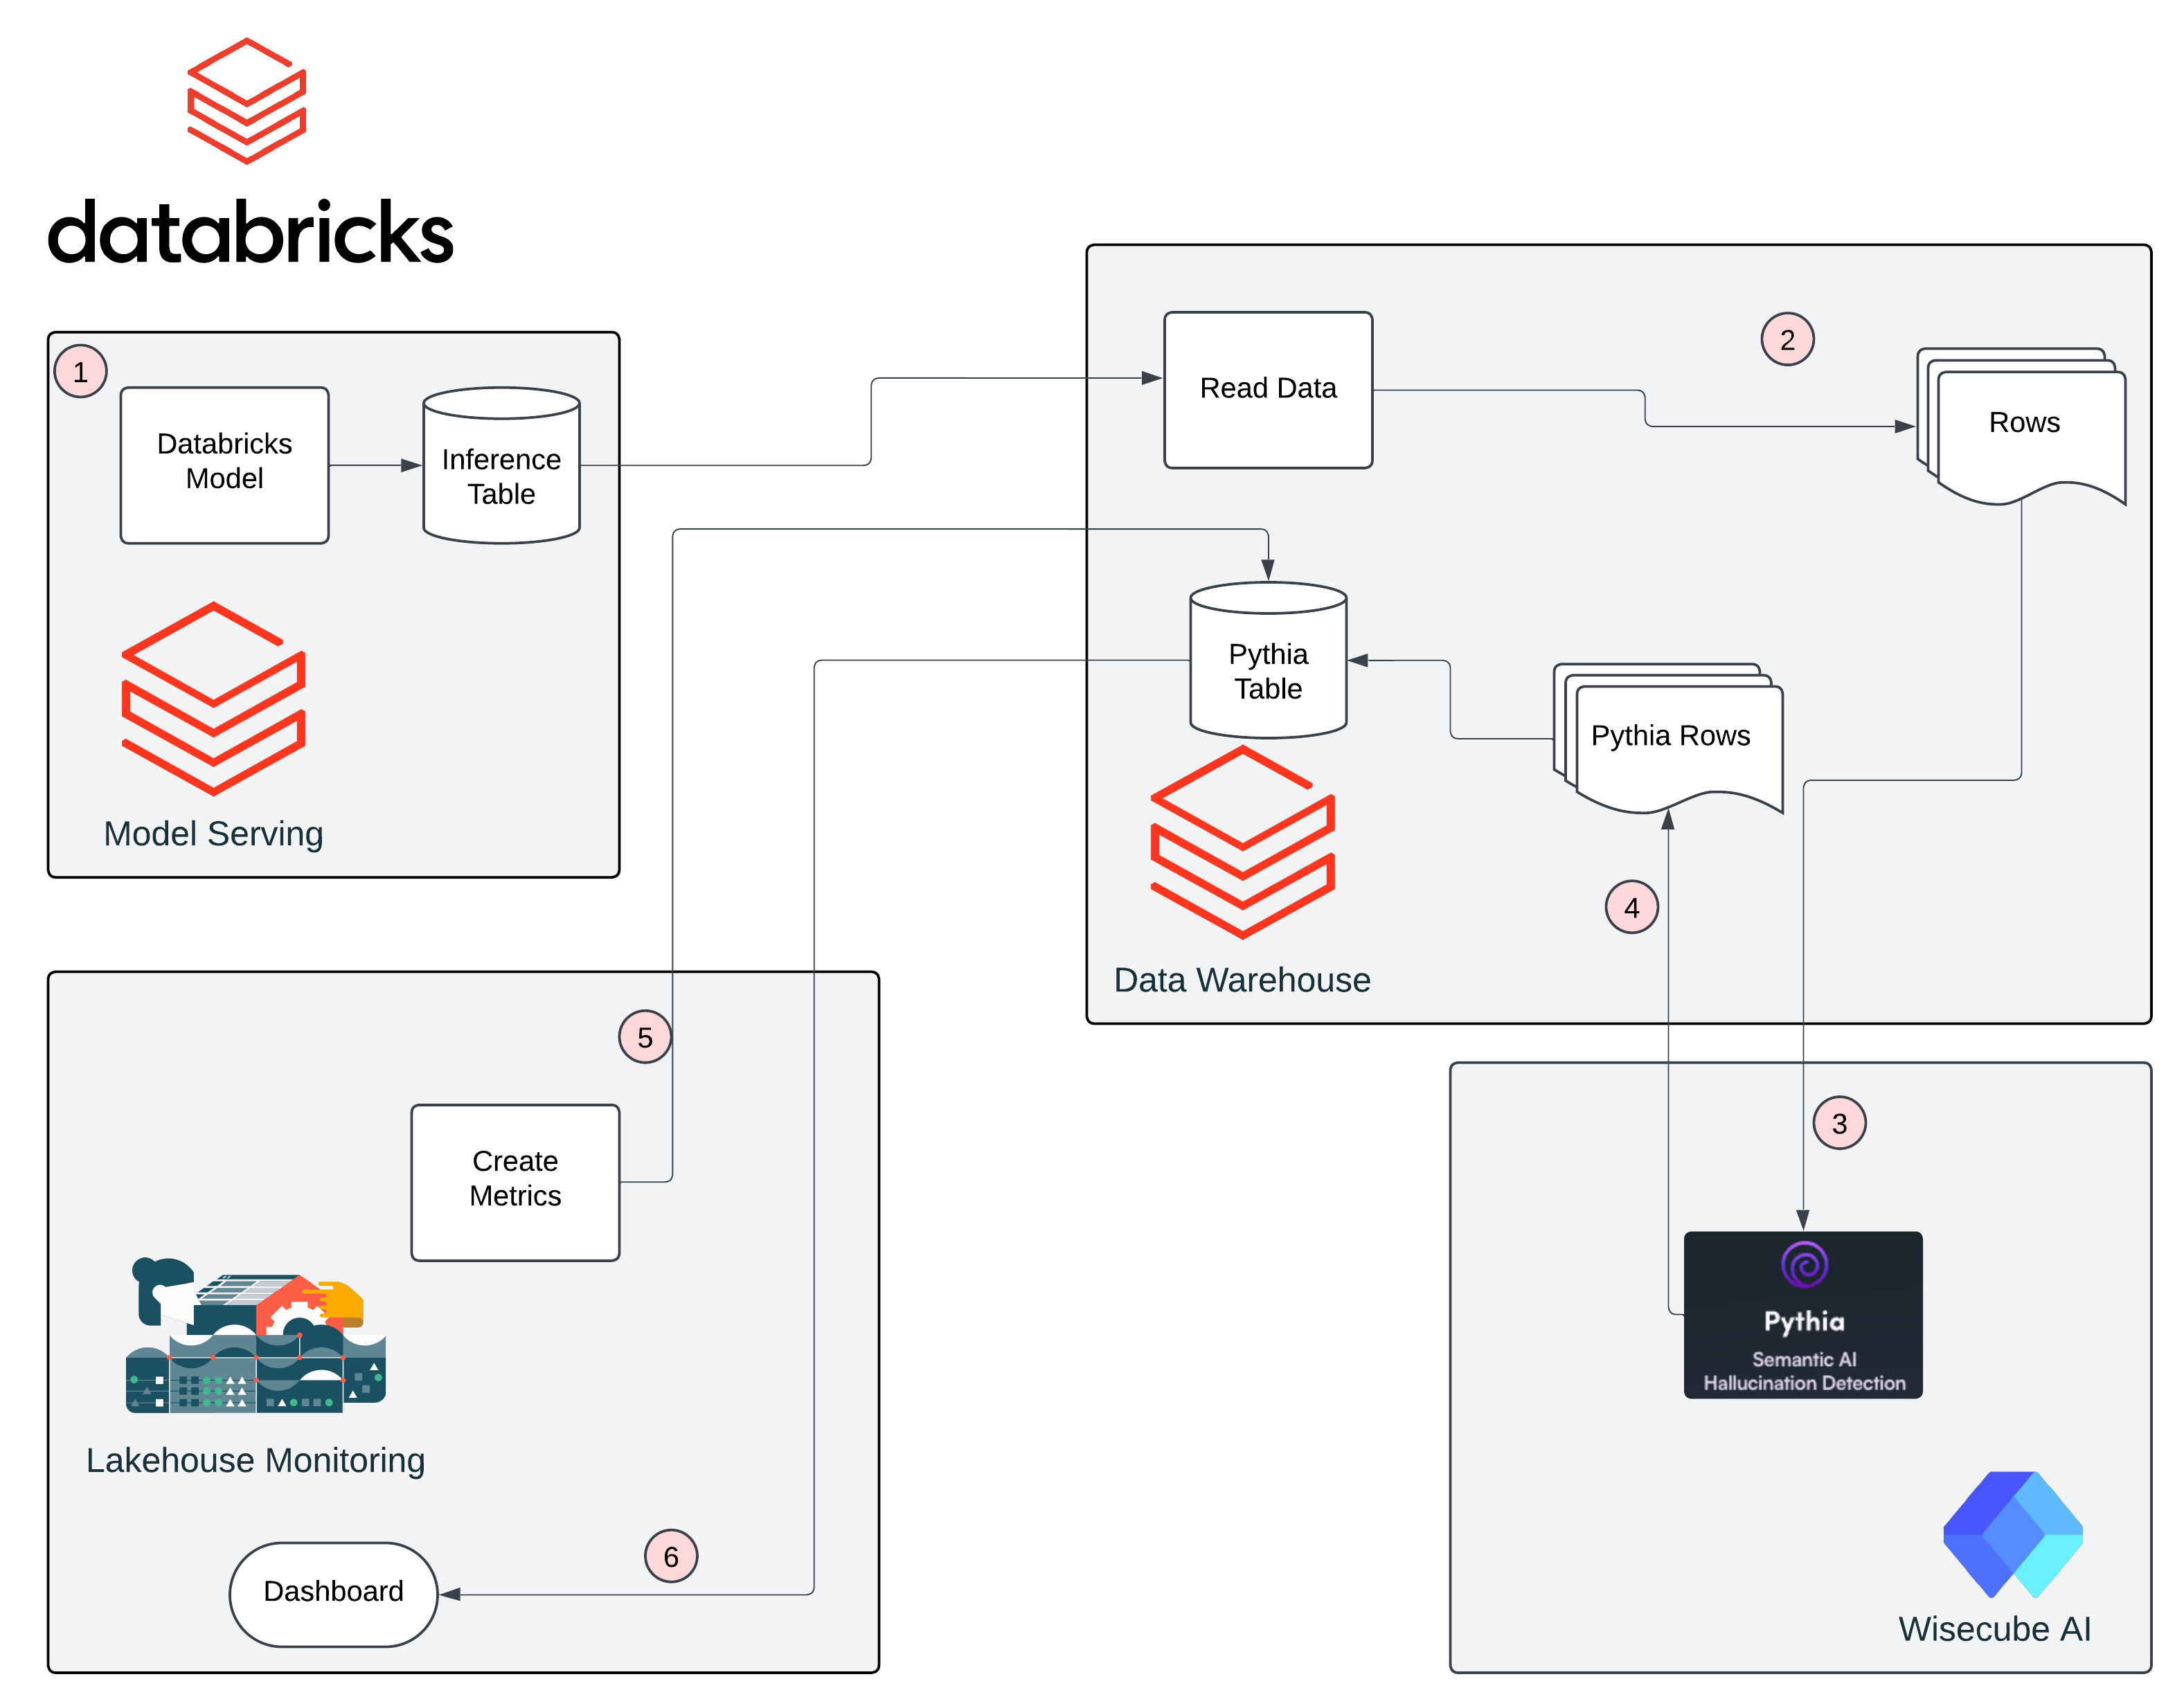 databricks
1
Databricks
Model
Inference
Table
Model Serving
Read Data
2
Rows
Pythia
Table
Pythia Rows
Data Warehouse
4
3
5
Create
Metrics
Lakehouse Monitoring
6
Dashboard
Pythia
Semantic AI
Hallucination Detection
Wisecube AI